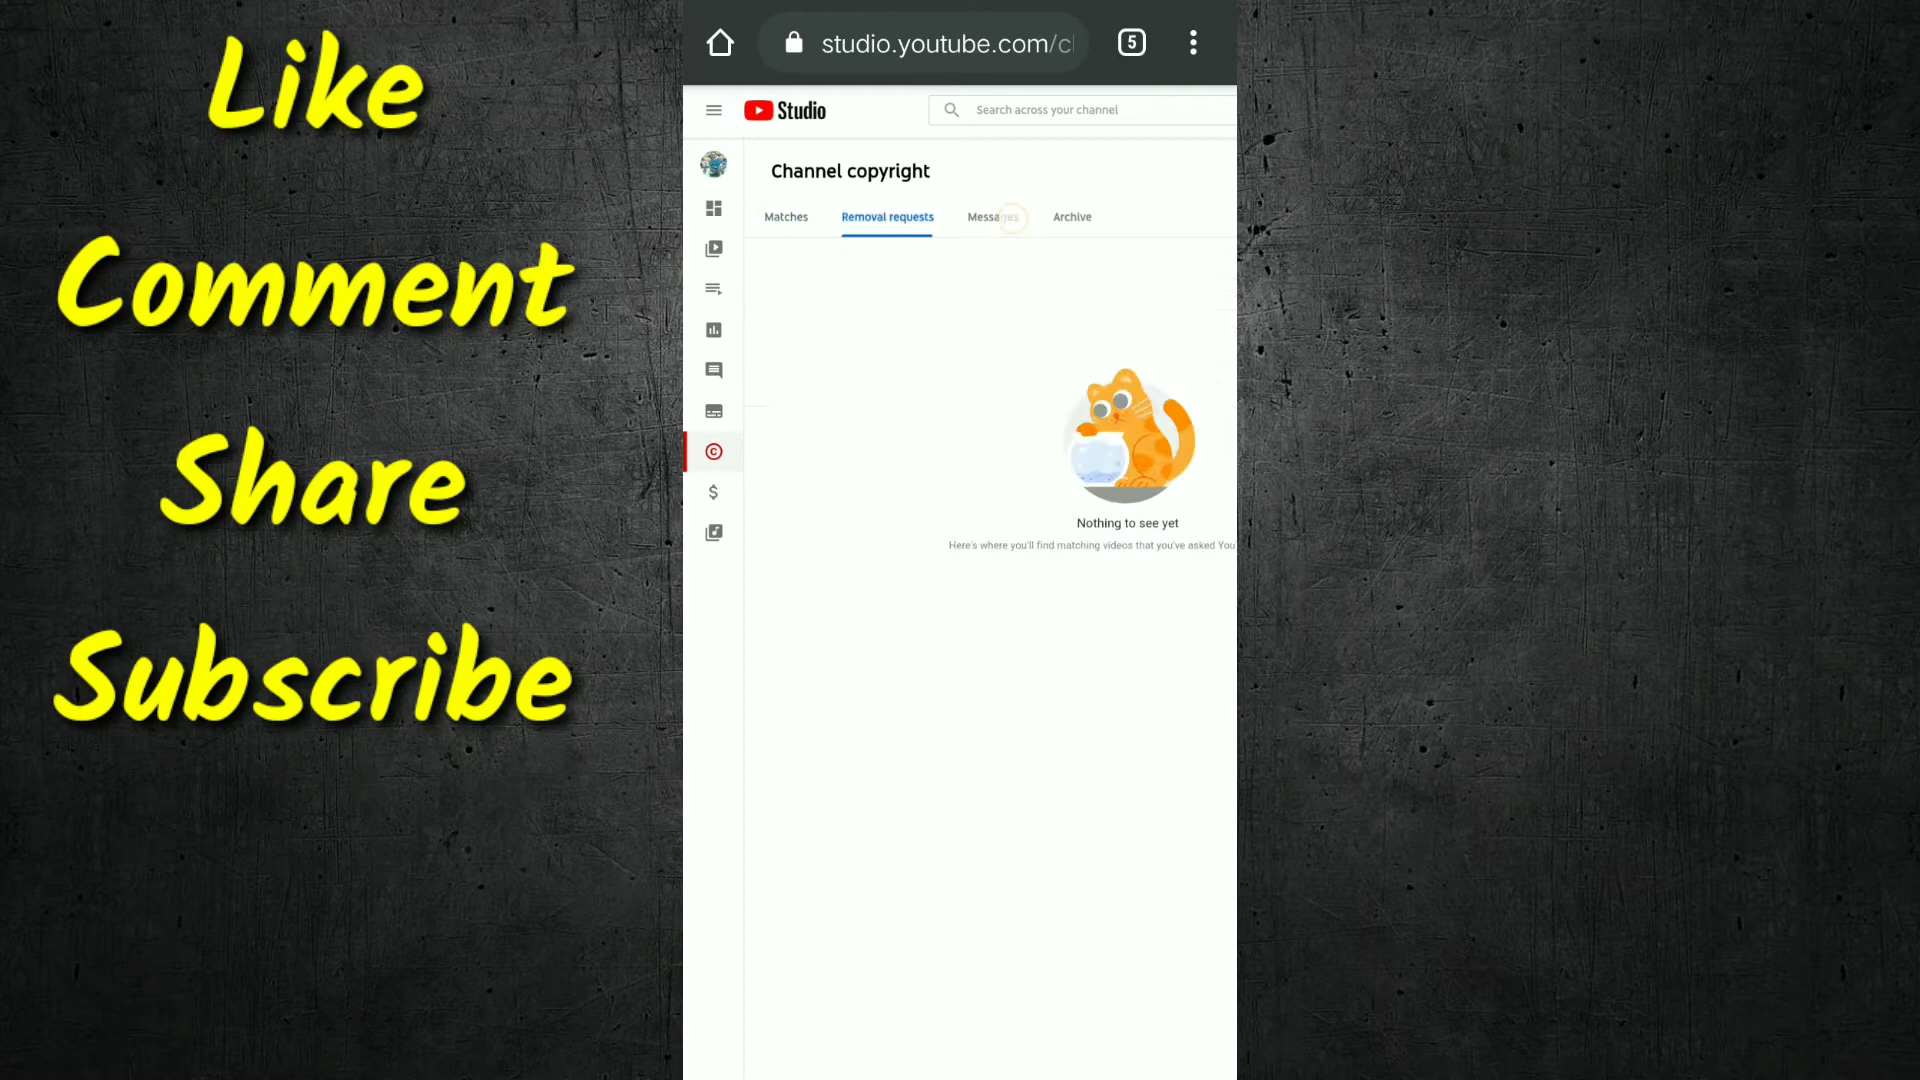 Like
Comment
Share
Subscribe
studio.youtube.com/c
5
Studio
Search across your channel
Channel copyright
Matches
Removal requests
Messages
Archive
Nothing to see yet
Here's where you'll find matching videos that you've asked You